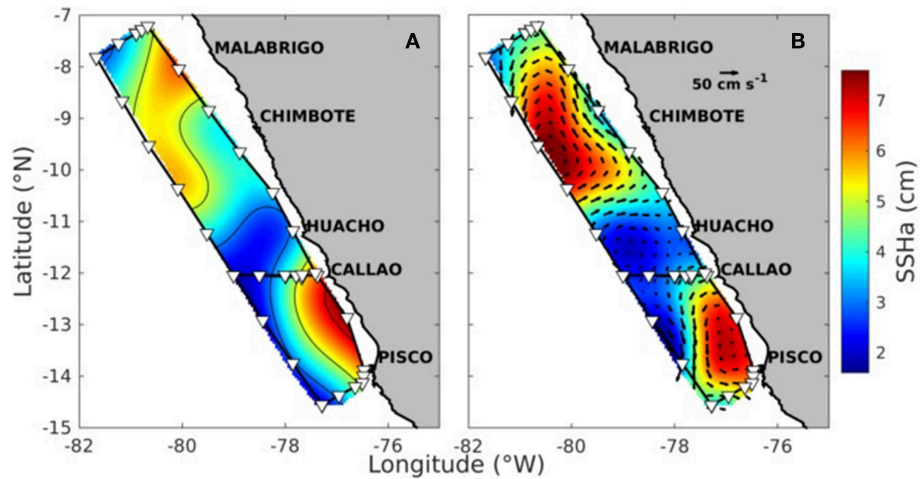 A
B
-7
-8
-9
-10
-11
-12
-13
-14
-15
Latitude (°N)
MALABRIGO
CHIMBOTE
HUACHO
CALLAO
PISCO
-82
-80
-78
-76
MALABRIGO
50 cm s⁻¹
CHIMBOTE
HUACHO
CALLAO
PISCO
-82
-80
-78
-76
Longitude (°W)
7
6
5
4
3
2
SSHa (cm)